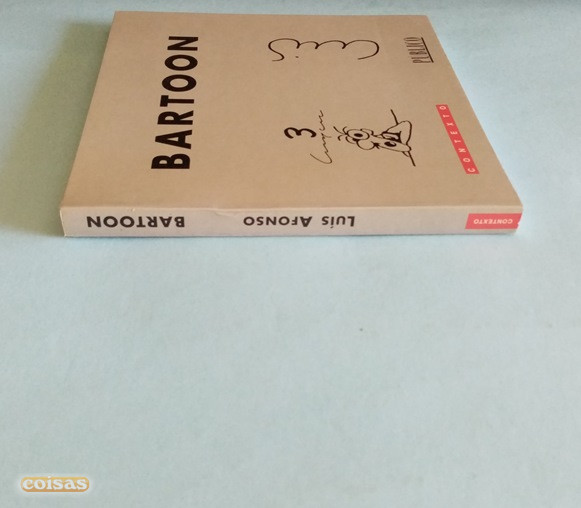 BARTOON
3
PÚBLICO
CONTEXTO
BARTOON
LUÍS AFONSO
CONTEXTO
coisas